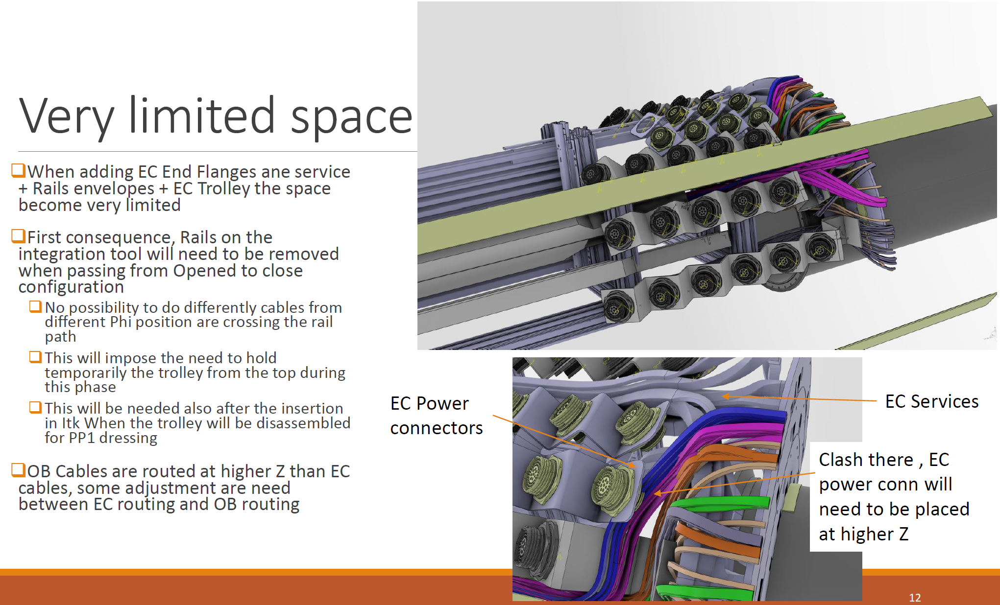 Very limited space
When adding EC End Flanges ane service
+ Rails envelopes + EC Trolley the space
become very limited
First consequence, Rails on the
integration tool will need to be removed
when passing from Opened to close
configuration
No possibility to do differently cables from
different Phi position are crossing the rail
path
This will impose the need to hold
temporarily the trolley from the top during
this phase
This will be needed also after the insertion
in Itk When the trolley will be disassembled
for PP1 dressing
OB Cables are routed at higher Z than EC
cables, some adjustment are need
between EC routing and OB routing
EC Power
connectors
EC Services
Clash there , EC
power conn will
need to be placed
at higher Z
12